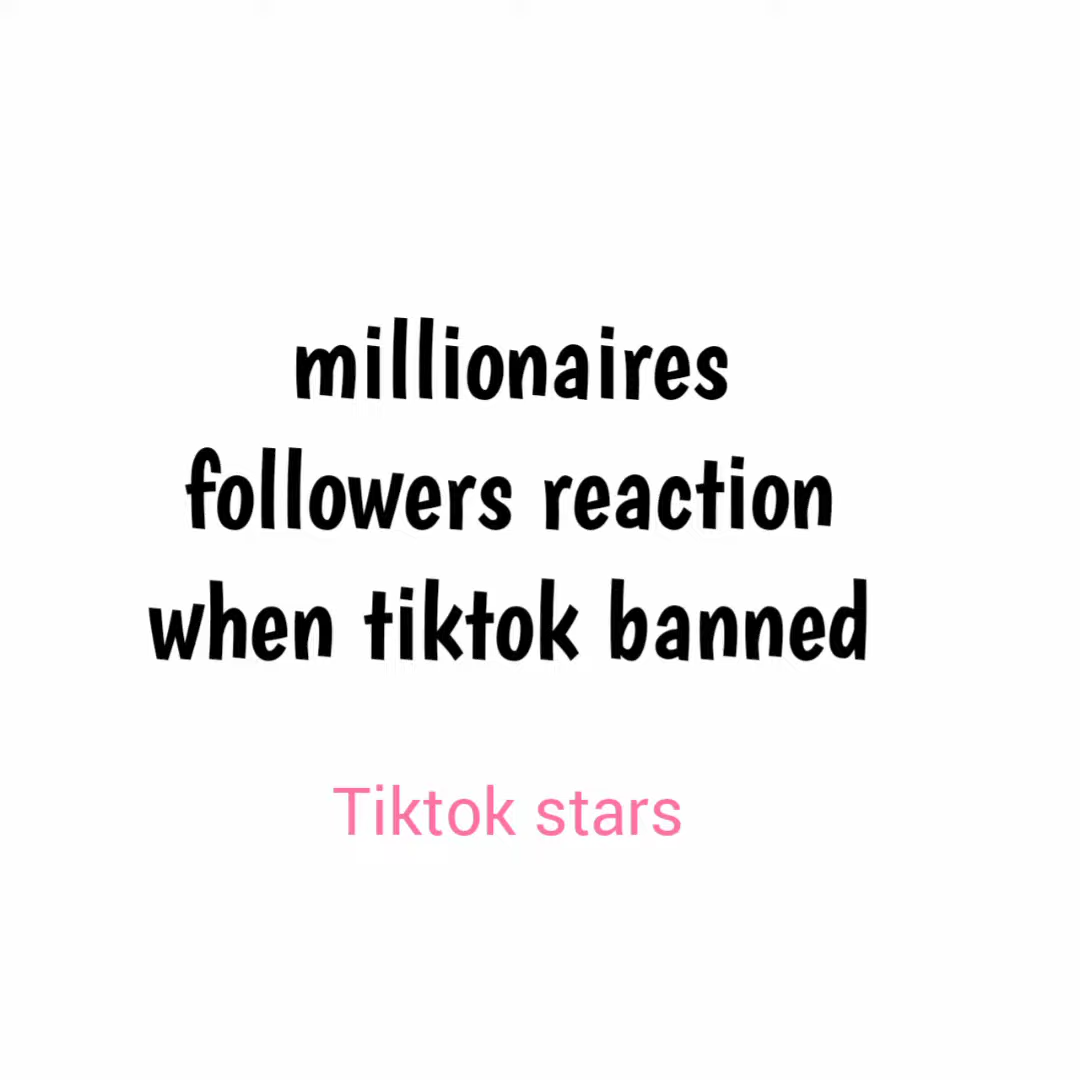 millionaires
followers reaction
when tiktok banned
Tiktok stars